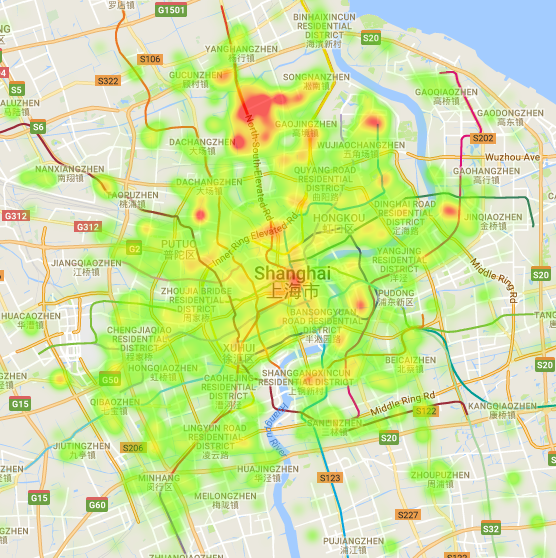 罗店镇
G1501
BINHAIXINCUN
RESIDENTIAL
DISTRICT
海滨新村
S20
YANGHANGZHEN
杨行镇
S106
GUCUNZHEN
顾村镇
SONGNANZHEN
淞南镇
S322
S5
GAOQIAOZHEN
高桥镇
ALUZHEN
马陆镇
GAODONGZHEN
高东镇
S6
North-South Elevated Rd
GAOJINGZHEN
高境镇
S202
DACHANGZHEN
大场镇
WUJIAOCHANGZHEN
五角场镇
Wuzhou Ave
NANXIANGZHEN
南翔镇
QUYANG ROAD
RESIDENTIAL
DISTRICT
曲阳路
GAOHANGZHEN
高行镇
DACHANGZHEN
大场镇
TAOPUZHEN
桃浦镇
DINGHAI ROAD
RESIDENTIAL
DISTRICT
定海路
G312
HONGKOU
虹口区
JINQIAOZHEN
金桥镇
G312
Inner Ring Elevated Rd
G2
PUTUO
普陀区
YANGJING
RESIDENTIAL
DISTRICT
洋泾
JIANGQIAOZHEN
江桥镇
Middle Ring Rd
Shanghai
上海市
S20
ZHOUJIA BRIDGE
RESIDENTIAL
DISTRICT
周家桥
PUDONG
浦东新区
HUACAOZHEN
华漕镇
BANSONGYUAN
ROAD RESIDENTIAL
DISTRICT
半淞园路
TANG
CHENGJIAQIAO
RESIDENTIAL
DISTRICT
程家桥
XUHUI
徐汇区
BEICAIZHEN
北蔡镇
HONGQIAOZHEN
虹桥镇
G50
CAOHEJING
RESIDENTIAL
DISTRICT
漕河泾
SHANGGANGXINCUN
RESIDENTIAL DISTRICT
上钢新村
G15
QIBAOZHEN
七宝镇
Middle Ring Rd
S122
KANGQIAOZHEN
康桥镇
Huangpu River
SANLINZHEN
三林镇
LINGYUN ROAD
RESIDENTIAL
DISTRICT
凌云路
S20
JIUTINGZHEN
九亭镇
S206
HUAJINGZHEN
华泾镇
MINHANG
闵行区
S123
ZHOUPUZHEN
周浦镇
G15
G60
MEILONGZHEN
梅陇镇
S227
S32
PUJIANGZHEN
浦江镇
S122
ZHUANQIAOZHEN